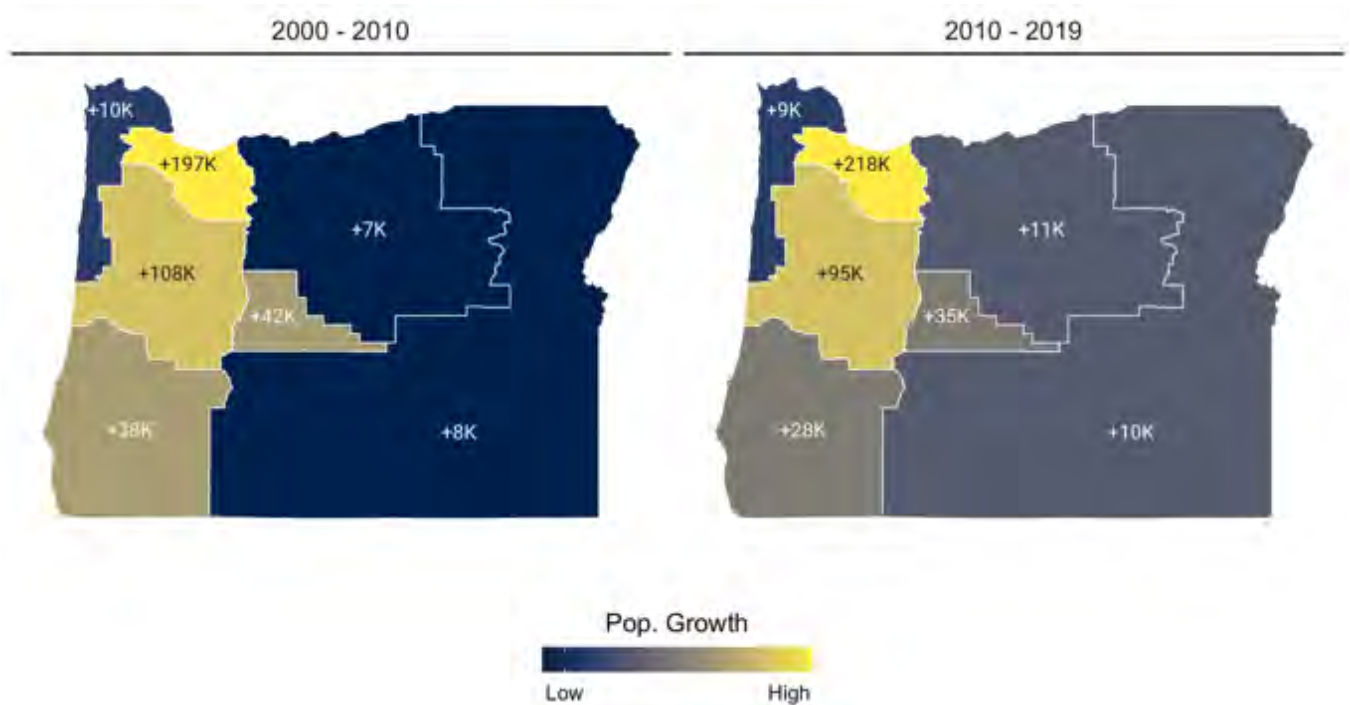 2000 - 2010
2010 - 2019
+10K
+197K
+7K
+108K
+42K
+38K
+8K
+9K
+218K
+11K
+95K
+35K
+28K
+10K
Pop. Growth
Low High